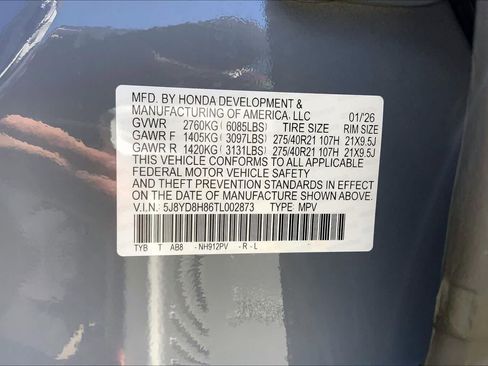 MFD. BY HONDA DEVELOPMENT &
MANUFACTURING OF AMERICA, LLC 01/26
GVWR 2760KG (6085LBS) TIRE SIZE RIM SIZE
GAWR F 1405KG (3097LBS) 275/40R21 107H 21X9.5J
GAWR R 1420KG (3131LBS) 275/40R21 107H 21X9.5J
THIS VEHICLE CONFORMS TO ALL APPLICABLE
FEDERAL MOTOR VEHICLE SAFETY
AND THEFT PREVENTION STANDARDS IN EFFECT
ON THE DATE OF MANUFACTURE SHOWN ABOVE.
V.I.N. 5J8YD8H86TL002873 TYPE: MPV
TYB T AB8 - NH912PV - R - L